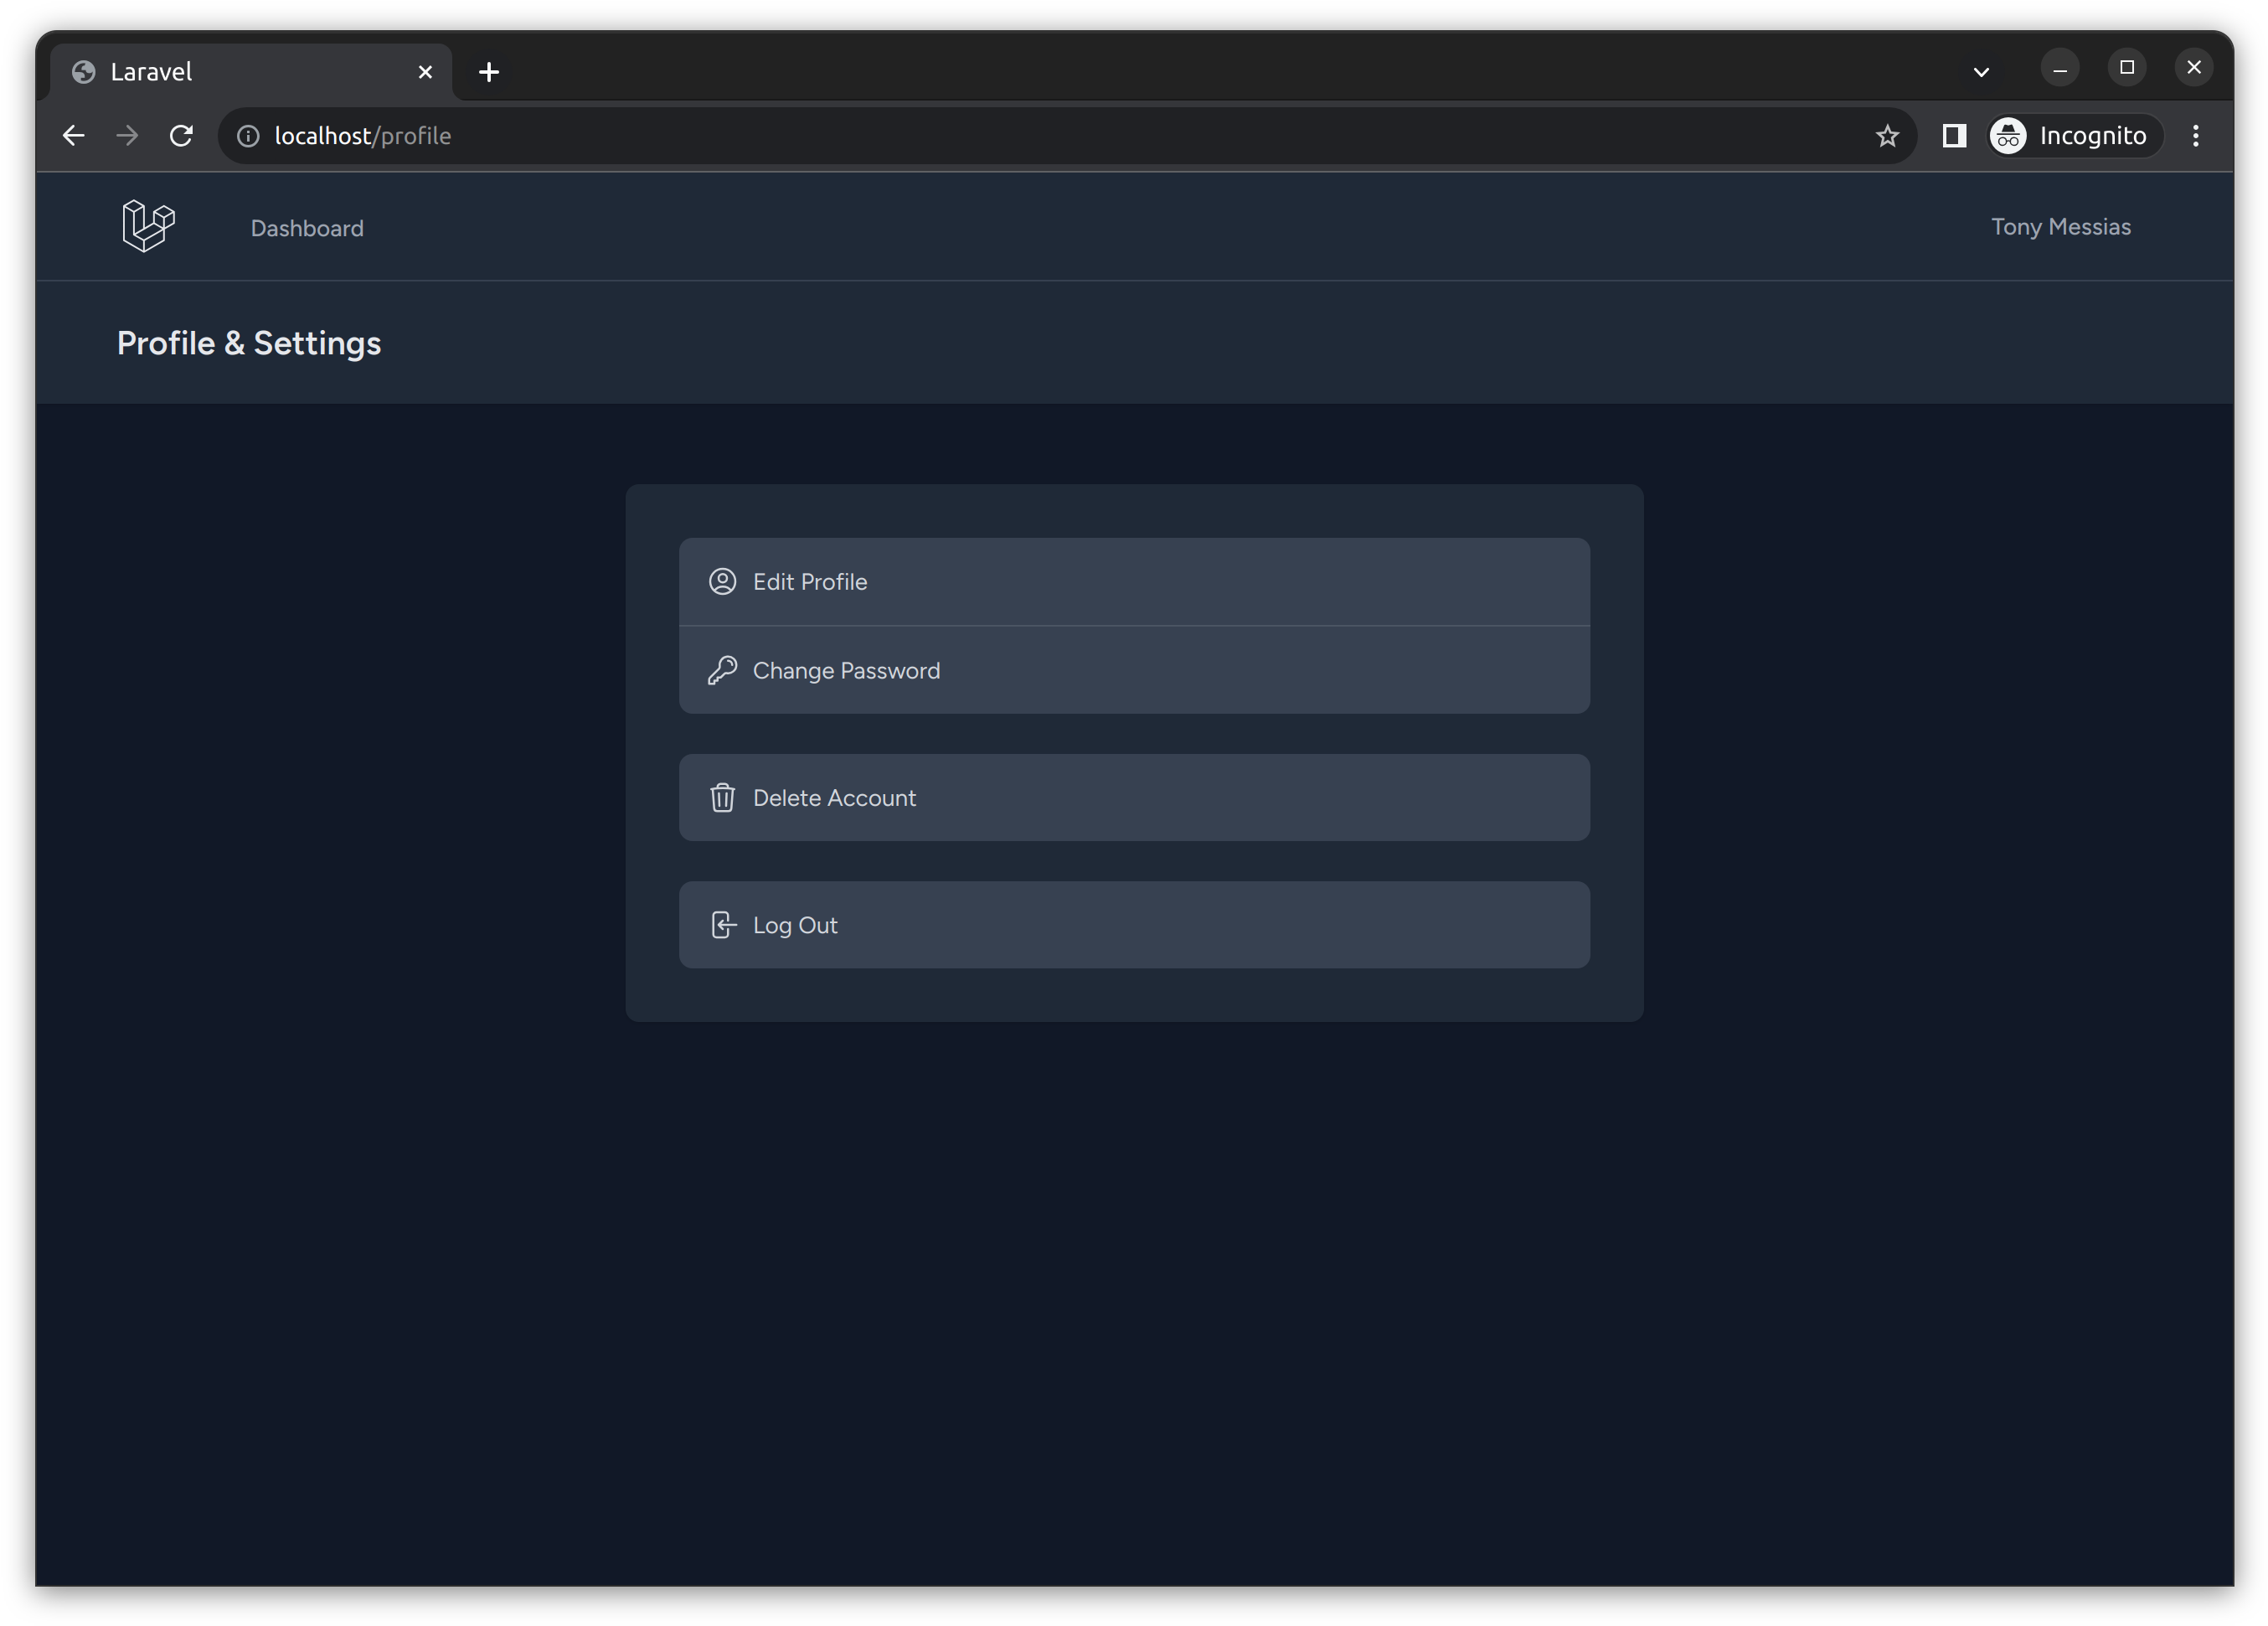 Laravel
localhost/profile
Incognito
Dashboard
Tony Messias
Profile & Settings
Edit Profile
Change Password
Delete Account
Log Out